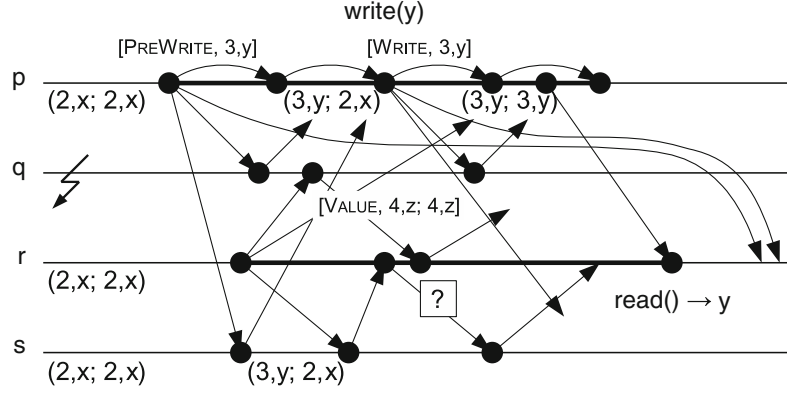 write(y)
[PREWRITE, 3,y] [WRITE, 3,y]
p
(2,x; 2,x) (3,y; 2,x) (3,y; 3,y)
q
[VALUE, 4,z; 4,z]
r
(2,x; 2,x)
?
read() → y
s
(2,x; 2,x) (3,y; 2,x)